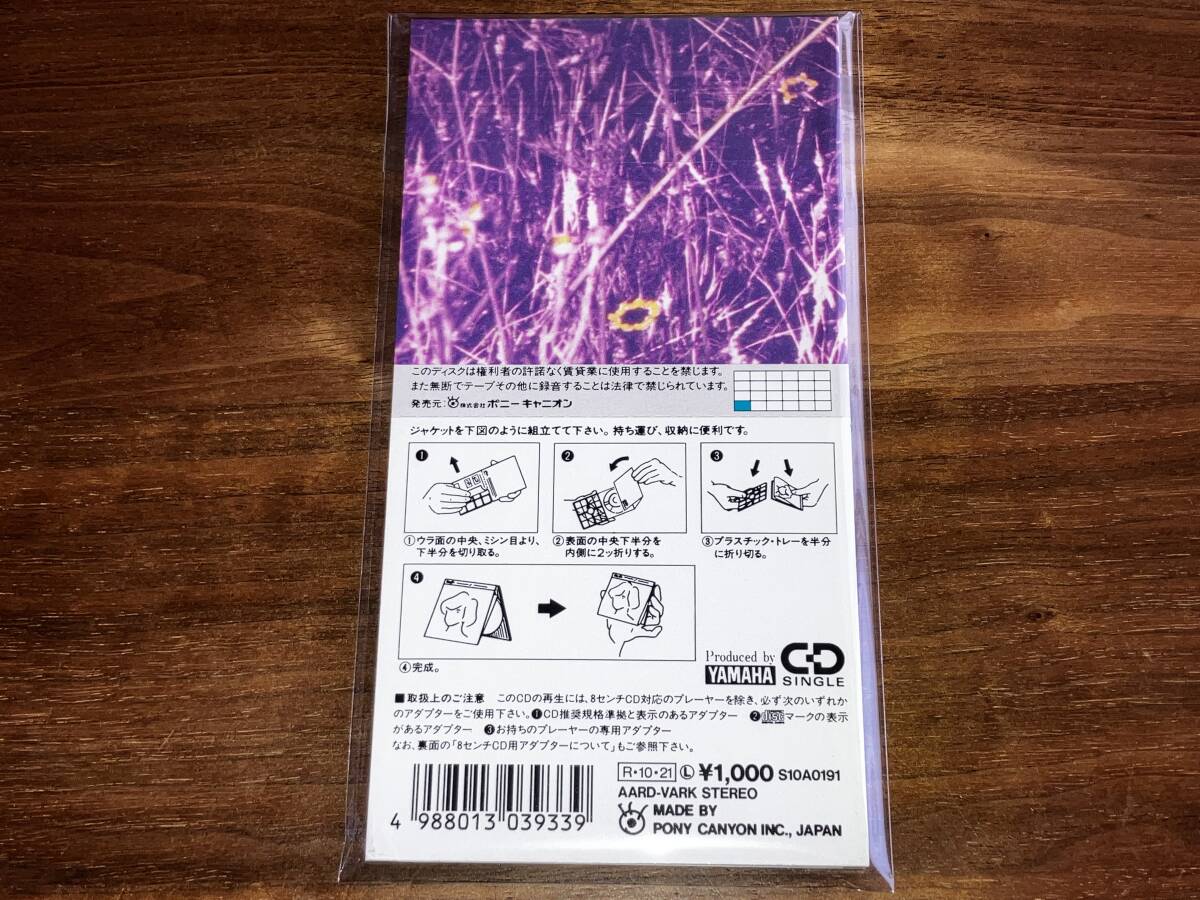 このディスクは権利者の許諾なく賃貸業に使用することを禁じます。
また無断でテープその他に録音することは法律で禁じられています。
発売元:株式会社 ポニーキャニオン
ジャケットを下図のように組立てて下さい。持ち運び、収納に便利です。
❶
❷
❸
①ウラ面の中央、ミシン目より、
下半分を切り取る。
②表面の中央下半分を
内側に2ッ折りする。
③プラスチック・トレーを半分
に折り切る。
❹
④完成。
Produced by
YAMAHA
CD
SINGLE
■取扱上のご注意 このCDの再生には、8センチCD対応のプレーヤーを除き、必ず次のいずれか
のアダプターをご使用下さい。❶CD推奨規格準拠と表示のあるアダプター ❷discマークの表示
があるアダプター ❸お持ちのプレーヤーの専用アダプター
なお、裏面の「8センチCD用アダプターについて」もご参照下さい。
R・10・21 Ⓛ ¥1,000 S10A0191
AARD-VARK STEREO
MADE BY
PONY CANYON INC., JAPAN
4 988013 039339